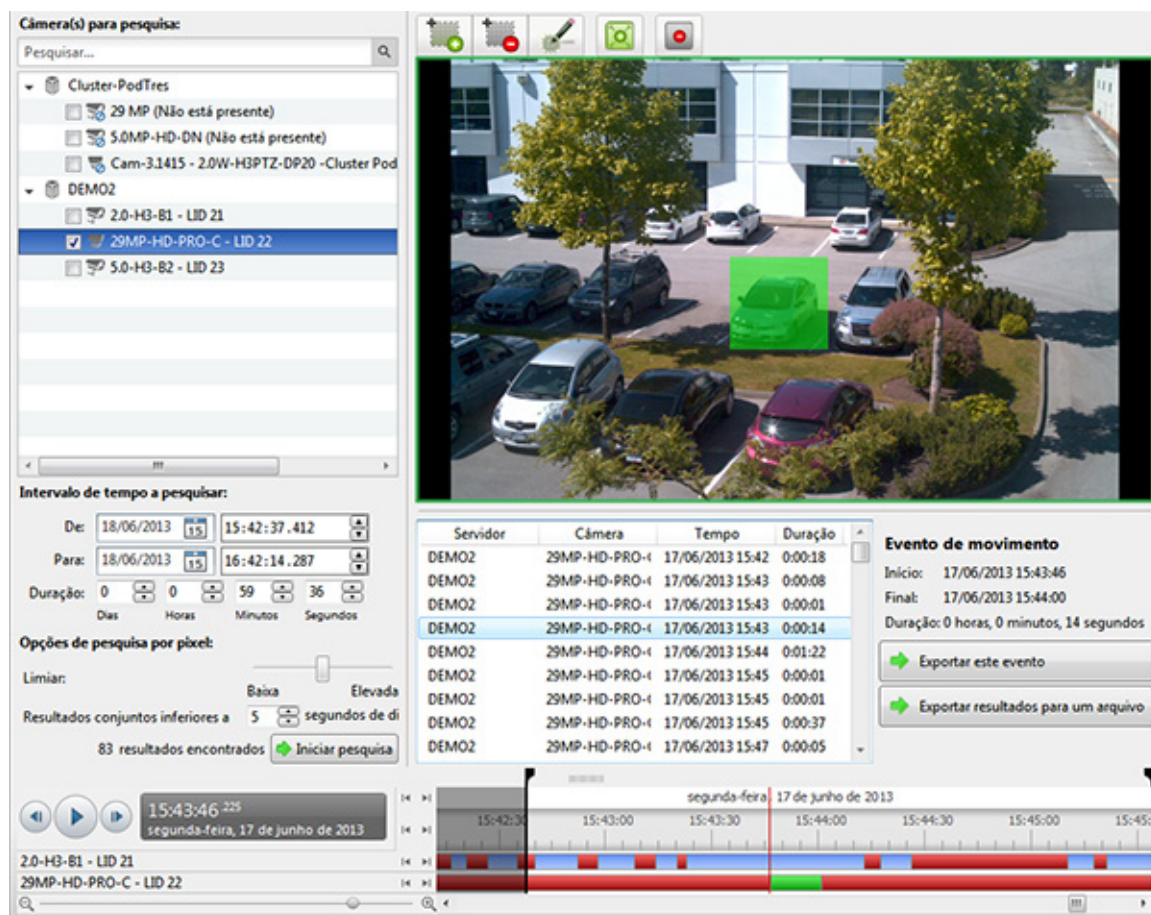 Câmera(s) para pesquisa:
Pesquisar...
Cluster-PodTres
29 MP (Não está presente)
5.0MP-HD-DN (Não está presente)
Cam-3.1415 - 2.0W-H3PTZ-DP20 -Cluster Pod
DEMO2
2.0-H3-B1 - LID 21
29MP-HD-PRO-C - LID 22
5.0-H3-B2 - LID 23
Intervalo de tempo a pesquisar:
De: 18/06/2013 15 15:42:37.412
Para: 18/06/2013 15 16:42:14.287
Duração: 0 0 59 36
Dias Horas Minutos Segundos
Opções de pesquisa por pixel:
Limiar:
Baixa Elevada
Resultados conjuntos inferiores a 5 segundos de di
83 resultados encontrados Iniciar pesquisa
Servidor Câmera Tempo Duração
DEMO2 29MP-HD-PRO-( 17/06/2013 15:42 0:00:18
DEMO2 29MP-HD-PRO-( 17/06/2013 15:43 0:00:08
DEMO2 29MP-HD-PRO-( 17/06/2013 15:43 0:00:01
DEMO2 29MP-HD-PRO-( 17/06/2013 15:43 0:00:14
DEMO2 29MP-HD-PRO-( 17/06/2013 15:44 0:01:22
DEMO2 29MP-HD-PRO-( 17/06/2013 15:45 0:00:01
DEMO2 29MP-HD-PRO-( 17/06/2013 15:45 0:00:01
DEMO2 29MP-HD-PRO-( 17/06/2013 15:45 0:00:37
DEMO2 29MP-HD-PRO-( 17/06/2013 15:47 0:00:05
Evento de movimento
Início: 17/06/2013 15:43:46
Final: 17/06/2013 15:44:00
Duração: 0 horas, 0 minutos, 14 segundos
Exportar este evento
Exportar resultados para um arquivo
15:43:46.225
segunda-feira, 17 de junho de 2013
segunda-feira, 17 de junho de 2013
15:42:30 15:43:00 15:43:30 15:44:00 15:44:30 15:45:00 15:45:
2.0-H3-B1 - LID 21
29MP-HD-PRO-C - LID 22